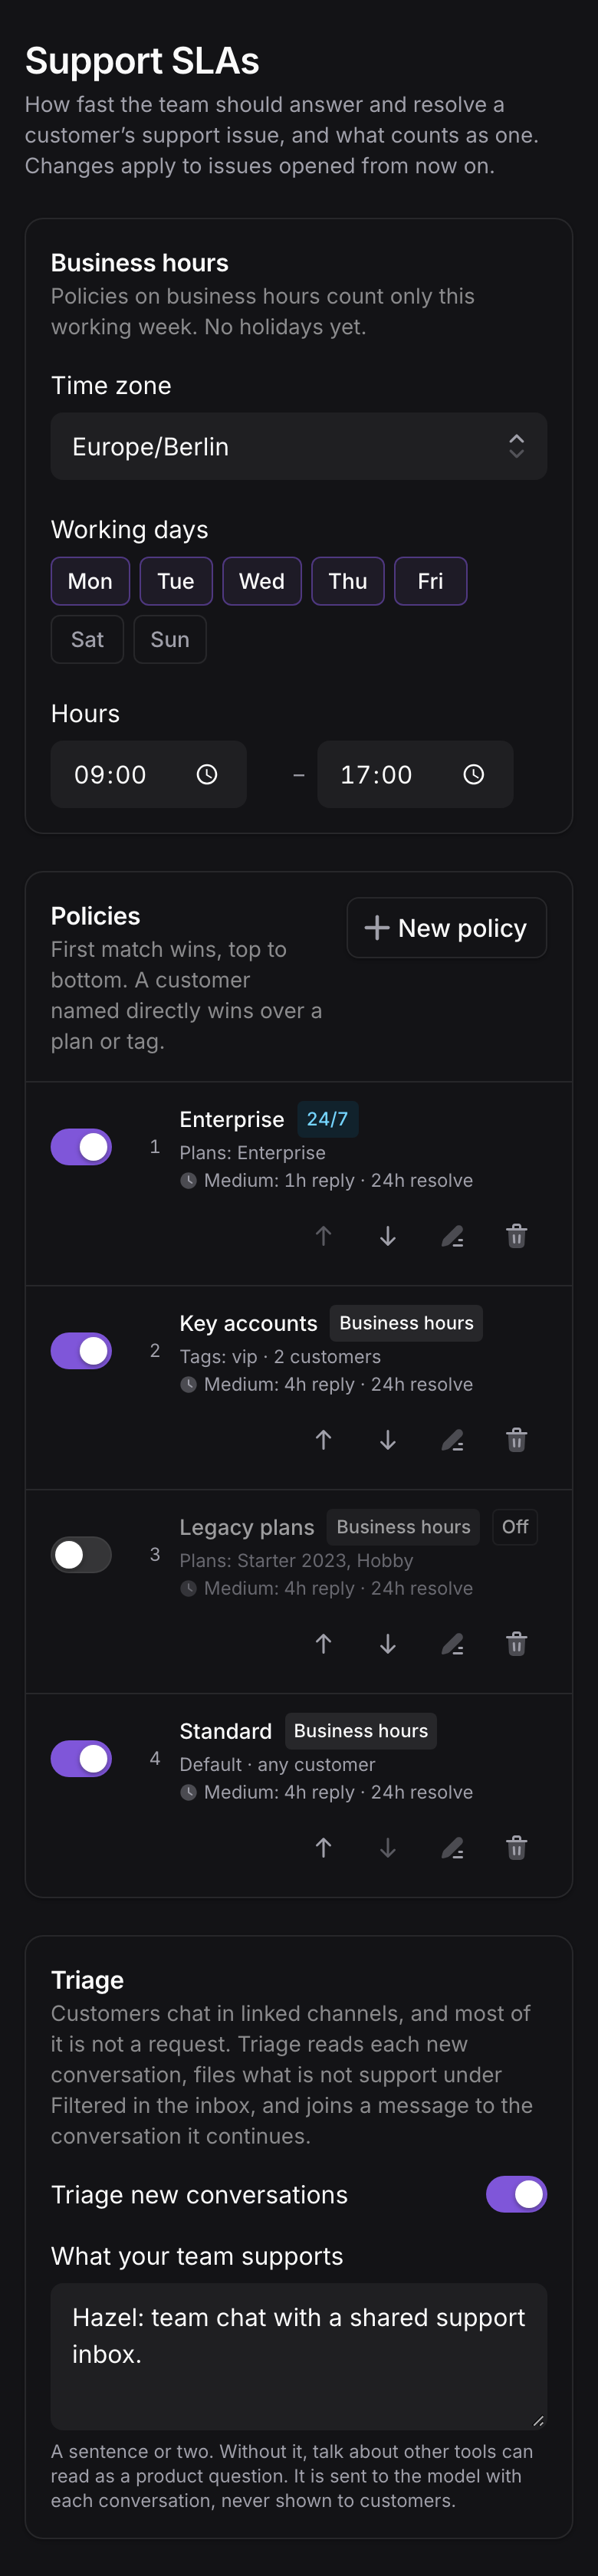 Support SLAs
How fast the team should answer and resolve a
customer’s support issue, and what counts as one.
Changes apply to issues opened from now on.
Business hours
Policies on business hours count only this
working week. No holidays yet.
Time zone
Europe/Berlin
Working days
Mon Tue Wed Thu Fri
Sat Sun
Hours
09:00 – 17:00
Policies
New policy
First match wins, top to
bottom. A customer
named directly wins over a
plan or tag.
Enterprise 24/7
1
Plans: Enterprise
Medium: 1h reply · 24h resolve
Key accounts Business hours
2
Tags: vip · 2 customers
Medium: 4h reply · 24h resolve
Legacy plans Business hours Off
3
Plans: Starter 2023, Hobby
Medium: 4h reply · 24h resolve
Standard Business hours
4
Default · any customer
Medium: 4h reply · 24h resolve
Triage
Customers chat in linked channels, and most of
it is not a request. Triage reads each new
conversation, files what is not support under
Filtered in the inbox, and joins a message to the
conversation it continues.
Triage new conversations
What your team supports
Hazel: team chat with a shared support
inbox.
A sentence or two. Without it, talk about other tools can
read as a product question. It is sent to the model with
each conversation, never shown to customers.